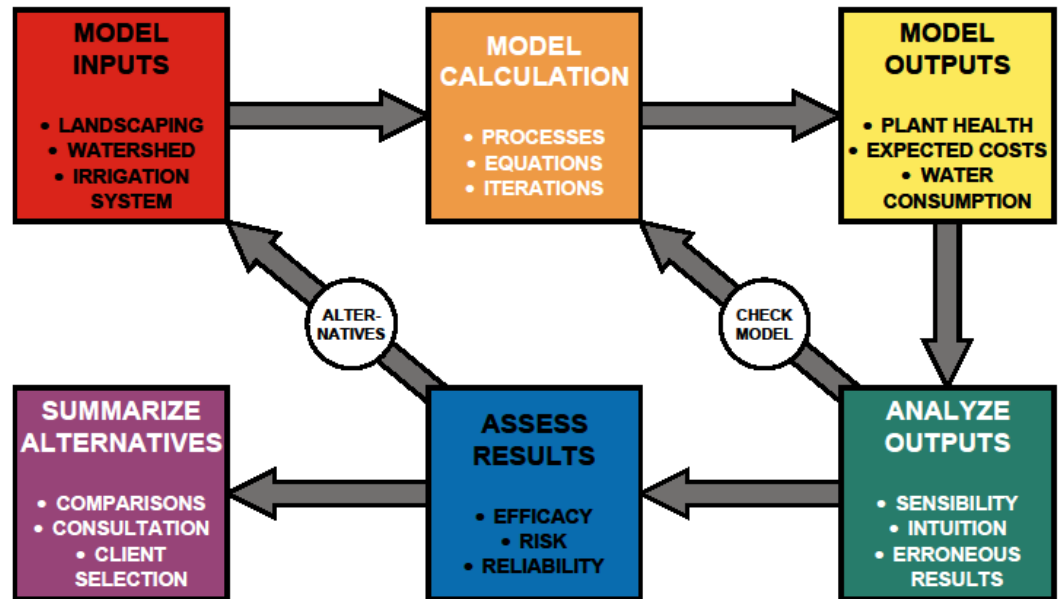 MODEL
INPUTS
• LANDSCAPING
• WATERSHED
• IRRIGATION
SYSTEM
MODEL
CALCULATION
• PROCESSES
• EQUATIONS
• ITERATIONS
MODEL
OUTPUTS
• PLANT HEALTH
• EXPECTED COSTS
• WATER
CONSUMPTION
ALTER-
NATIVES
CHECK
MODEL
SUMMARIZE
ALTERNATIVES
• COMPARISONS
• CONSULTATION
• CLIENT
SELECTION
ASSESS
RESULTS
• EFFICACY
• RISK
• RELIABILITY
ANALYZE
OUTPUTS
• SENSIBILITY
• INTUITION
• ERRONEOUS
RESULTS